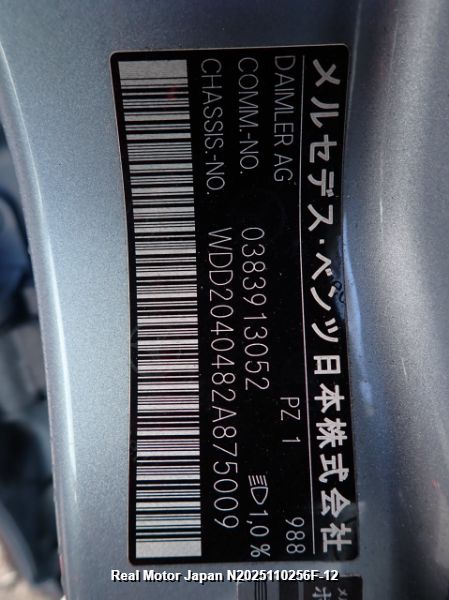 メルセデス・ベンツ日本株式会社
DAIMLER AG PZ 1 988
COMM.-NO. 0383913052 1,0%
CHASSIS.-NO. WDD2040482A875009
Real Motor Japan N2025110256F-12